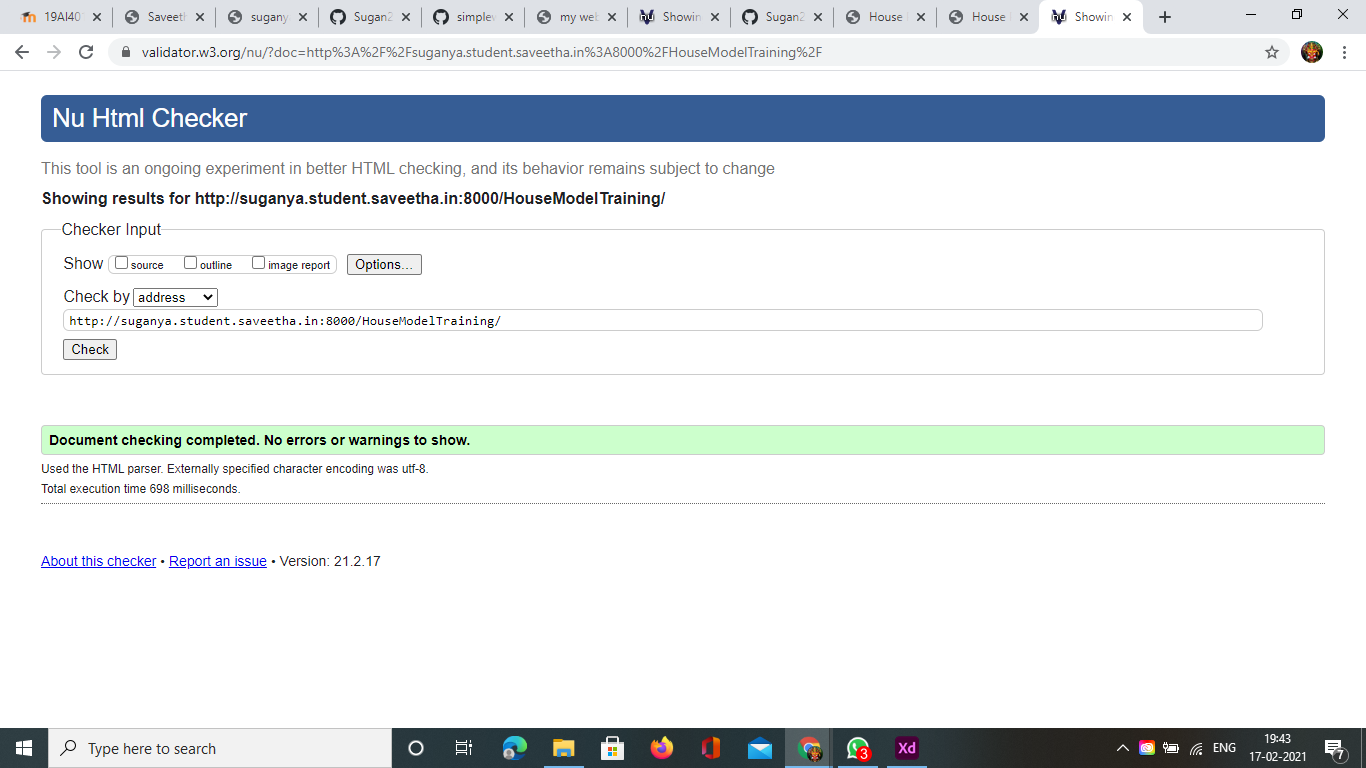 19AI40 Saveeth sugany Sugan2 simplew my web Showin Sugan2 House House Showin
validator.w3.org/nu/?doc=http%3A%2F%2Fsuganya.student.saveetha.in%3A8000%2FHouseModelTraining%2F
Nu Html Checker
This tool is an ongoing experiment in better HTML checking, and its behavior remains subject to change
Showing results for http://suganya.student.saveetha.in:8000/HouseModelTraining/
Checker Input
Show source outline image report Options...
Check by address
http://suganya.student.saveetha.in:8000/HouseModelTraining/
Check
Document checking completed. No errors or warnings to show.
Used the HTML parser. Externally specified character encoding was utf-8.
Total execution time 698 milliseconds.
About this checker • Report an issue • Version: 21.2.17
Type here to search
3
Xd
ENG
19:43
17-02-2021
7